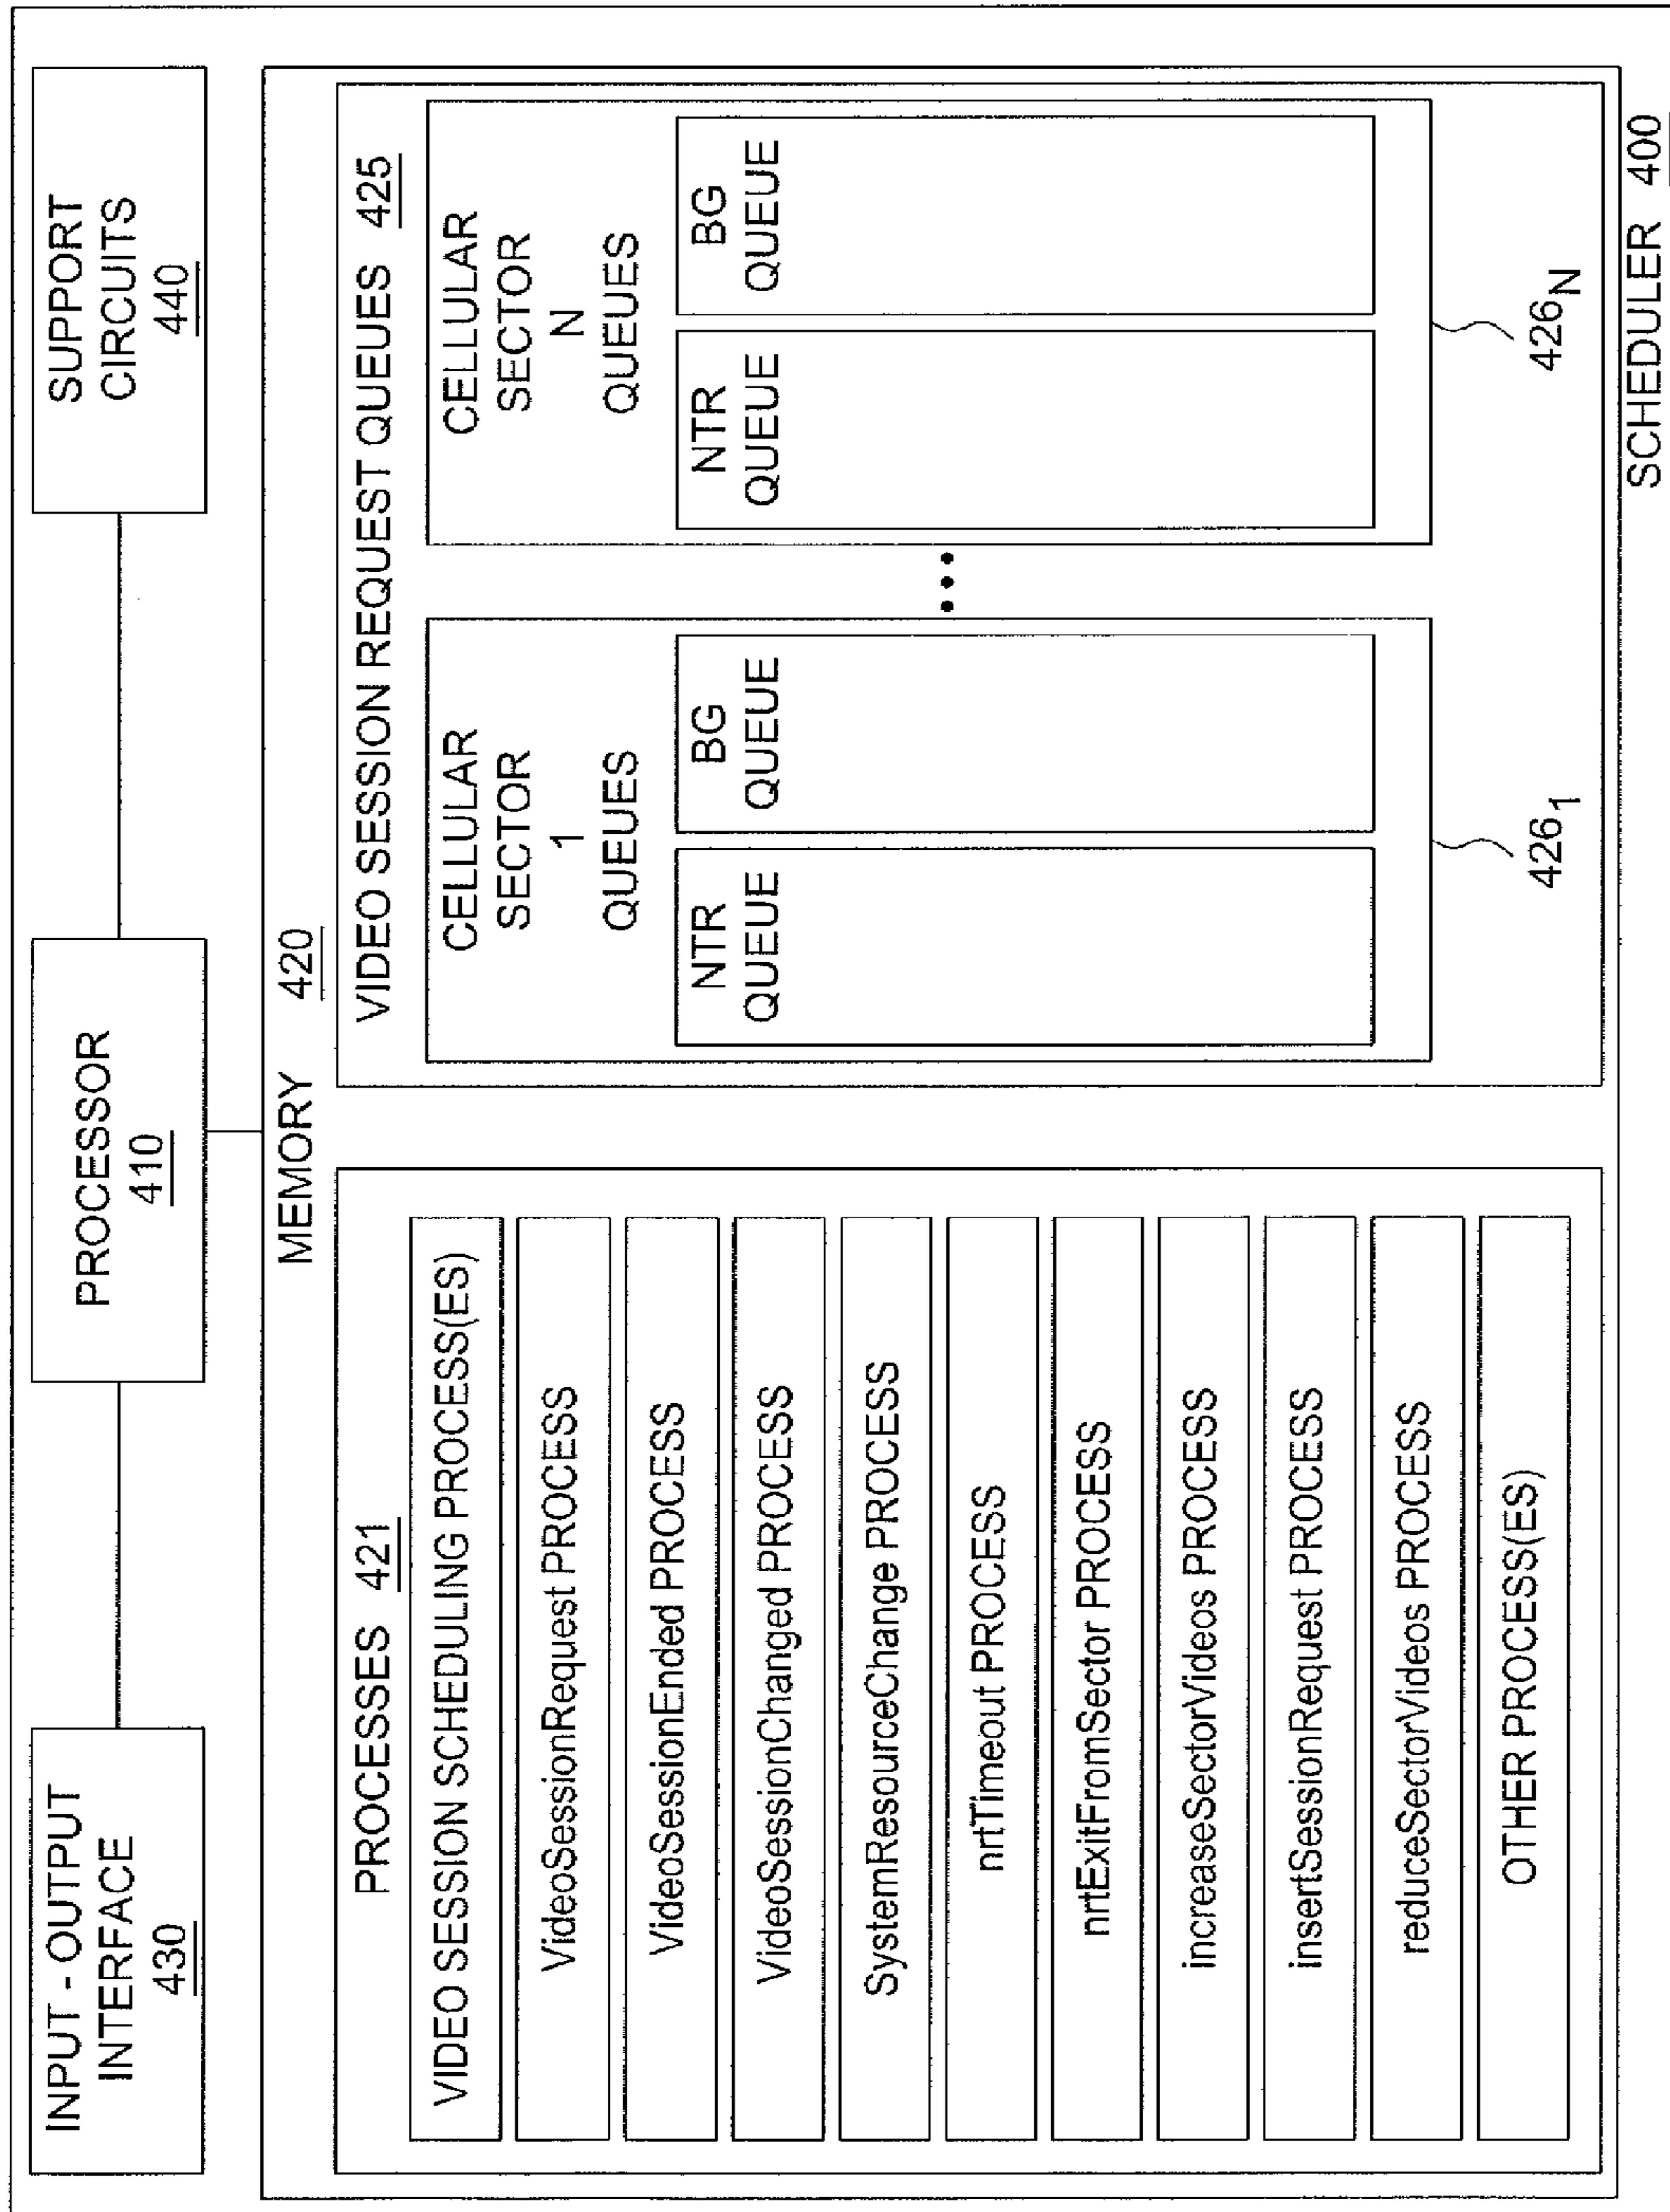 INPUT - OUTPUT
INTERFACE
430
PROCESSOR
410
SUPPORT
CIRCUITS
440
MEMORY 420
PROCESSES 421
VIDEO SESSION SCHEDULING PROCESS(ES)
VideoSessionRequest PROCESS
VideoSessionEnded PROCESS
VideoSessionChanged PROCESS
SystemResourceChange PROCESS
nrtTimeout PROCESS
nrtExitFromSector PROCESS
increaseSectorVideos PROCESS
insertSessionRequest PROCESS
reduceSectorVideos PROCESS
OTHER PROCESS(ES)
VIDEO SESSION REQUEST QUEUES 425
CELLULAR
SECTOR
1
QUEUES
NTR
QUEUE
BG
QUEUE
426₁
•••
CELLULAR
SECTOR
N
QUEUES
NTR
QUEUE
BG
QUEUE
426N
SCHEDULER 400